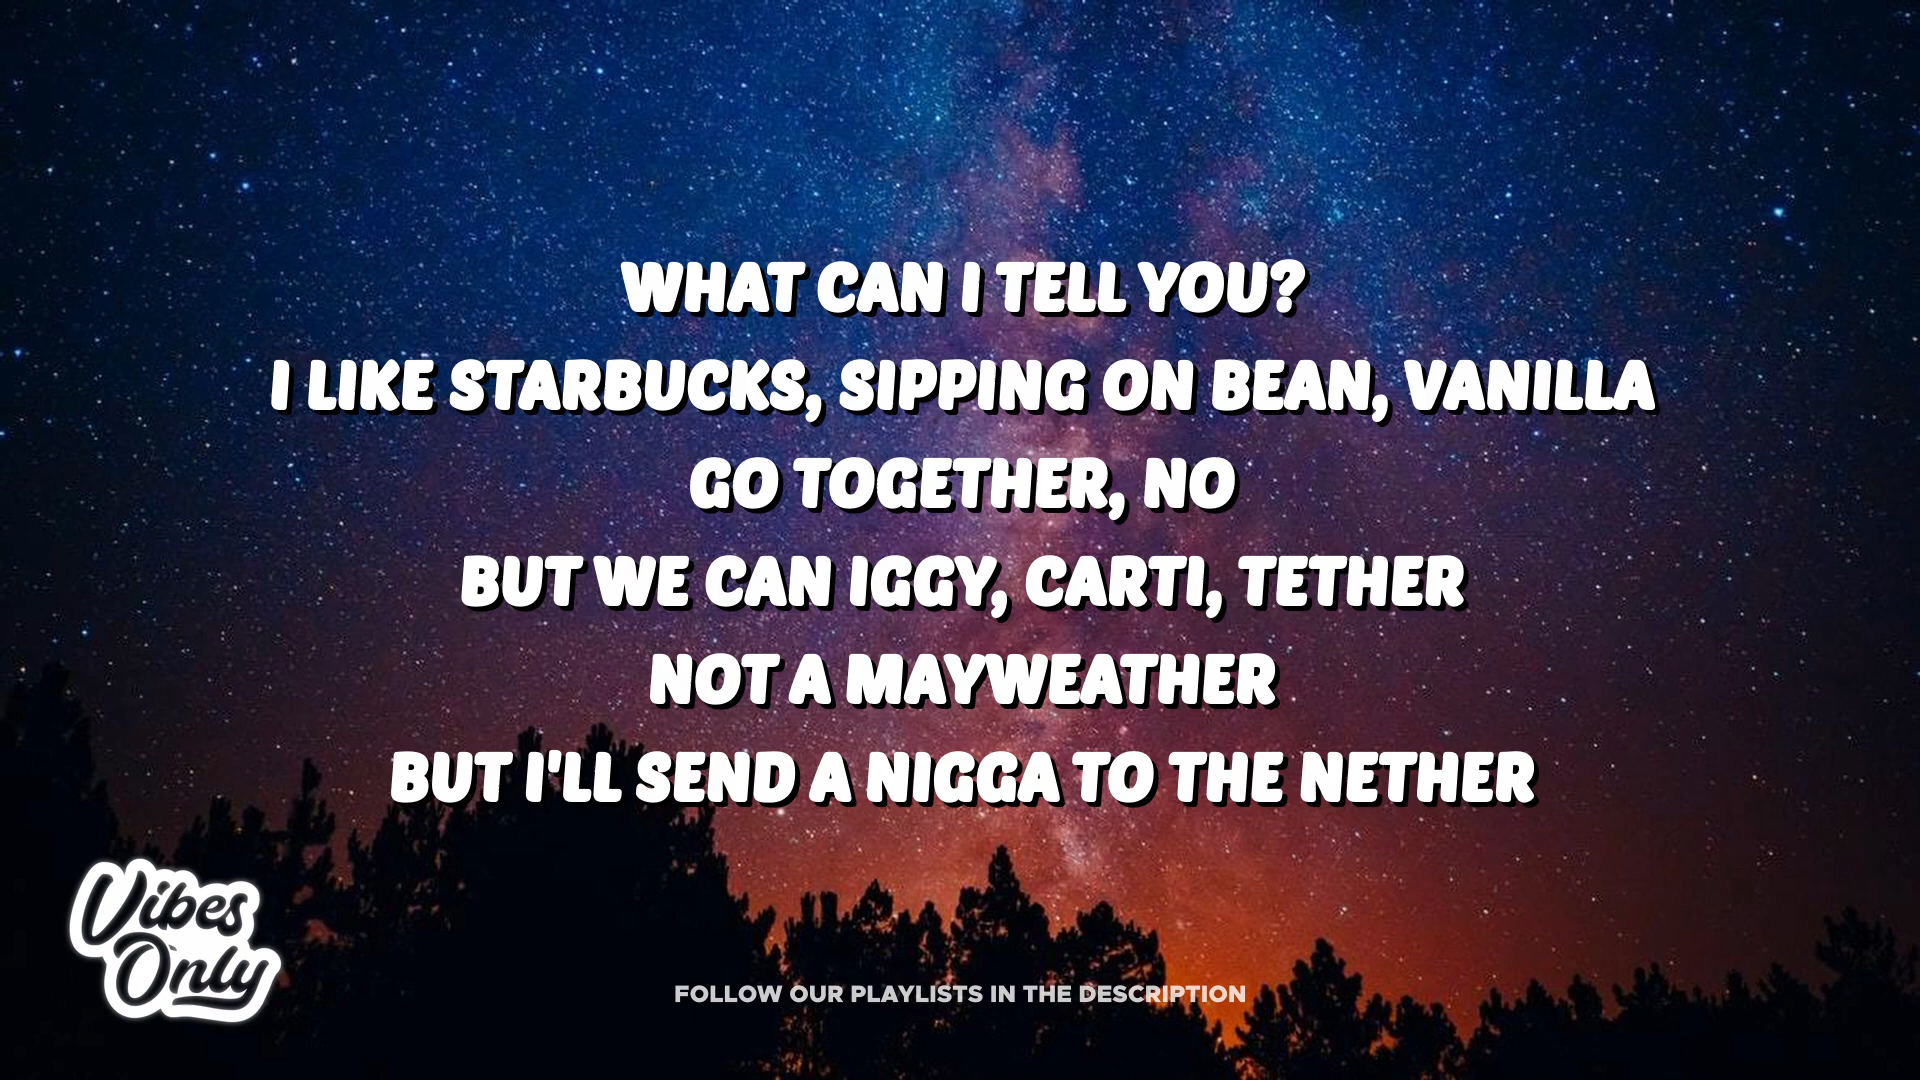 WHAT CAN I TELL YOU?
I LIKE STARBUCKS, SIPPING ON BEAN, VANILLA
GO TOGETHER, NO
BUT WE CAN IGGY, CARTI, TETHER
NOT A MAYWEATHER
BUT I'LL SEND A NIGGA TO THE NETHER
Vibes
Only
FOLLOW OUR PLAYLISTS IN THE DESCRIPTION